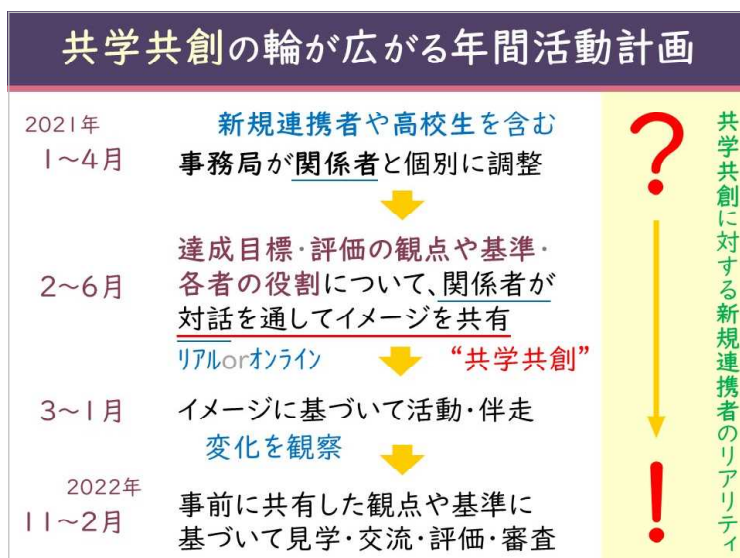 共学共創の輪が広がる年間活動計画
2021年
1〜4月
新規連携者や高校生を含む
事務局が関係者と個別に調整
2〜6月
達成目標・評価の観点や基準・
各者の役割について、関係者が
対話を通してイメージを共有
リアルorオンライン
“共学共創”
3〜1月
イメージに基づいて活動・伴走
変化を観察
2022年
11〜2月
事前に共有した観点や基準に
基づいて見学・交流・評価・審査
?
!
共学共創に対する新規連携者のリアリティ